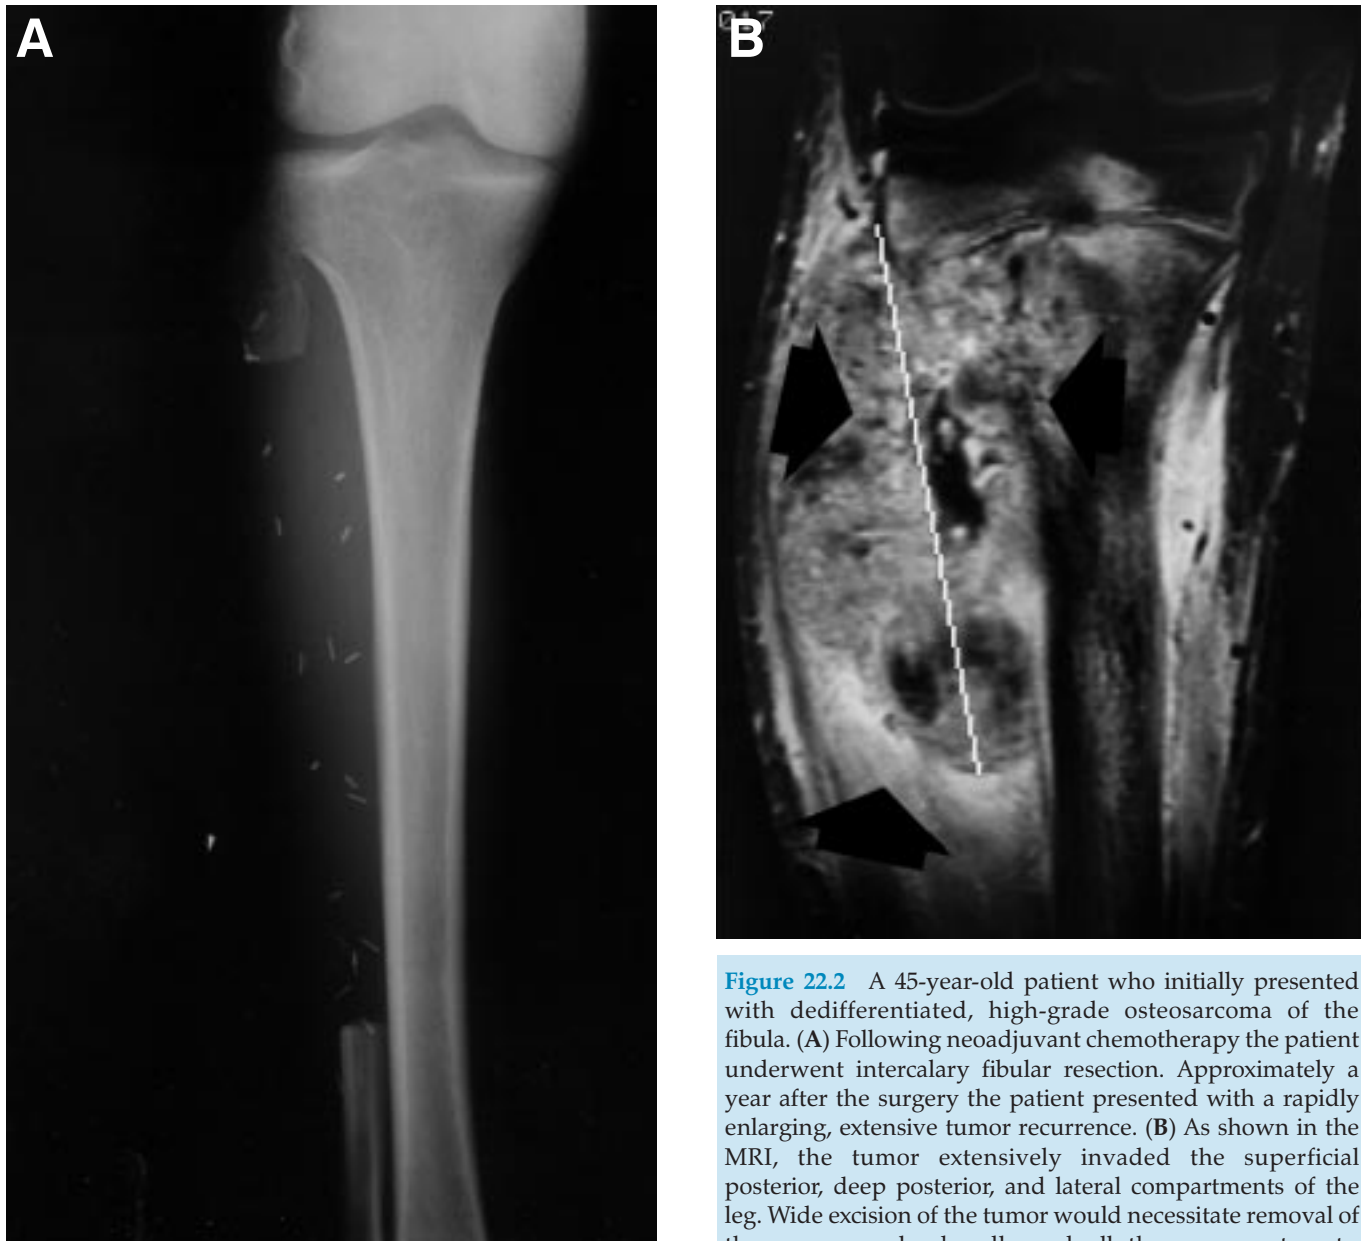 A
B
Figure 22.2 A 45-year-old patient who initially presented
with dedifferentiated, high-grade osteosarcoma of the
fibula. (A) Following neoadjuvant chemotherapy the patient
underwent intercalary fibular resection. Approximately a
year after the surgery the patient presented with a rapidly
enlarging, extensive tumor recurrence. (B) As shown in the
MRI, the tumor extensively invaded the superficial
posterior, deep posterior, and lateral compartments of the
leg. Wide excision of the tumor would necessitate removal of